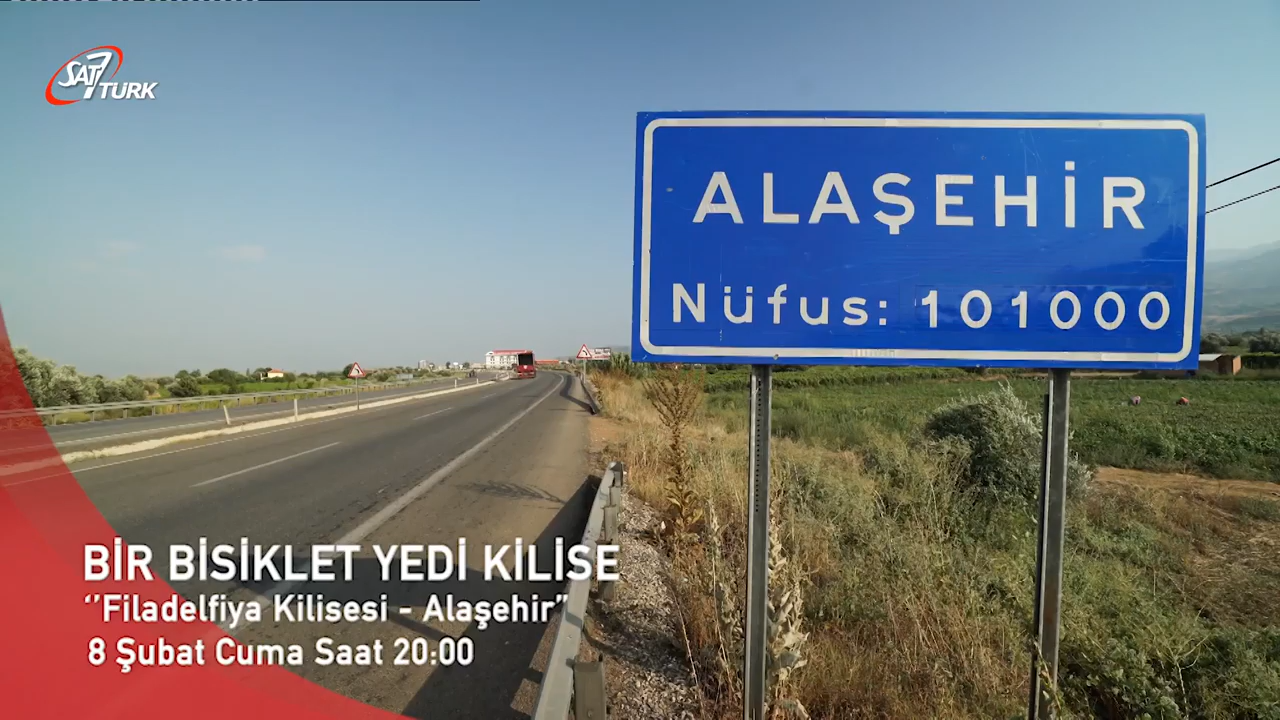 SAT7
TURK
ALAŞEHİR
Nüfus: 101000
BİR BİSİKLET YEDİ KİLİSE
‘’Filadelfiya Kilisesi - Alaşehir”
8 Şubat Cuma Saat 20:00